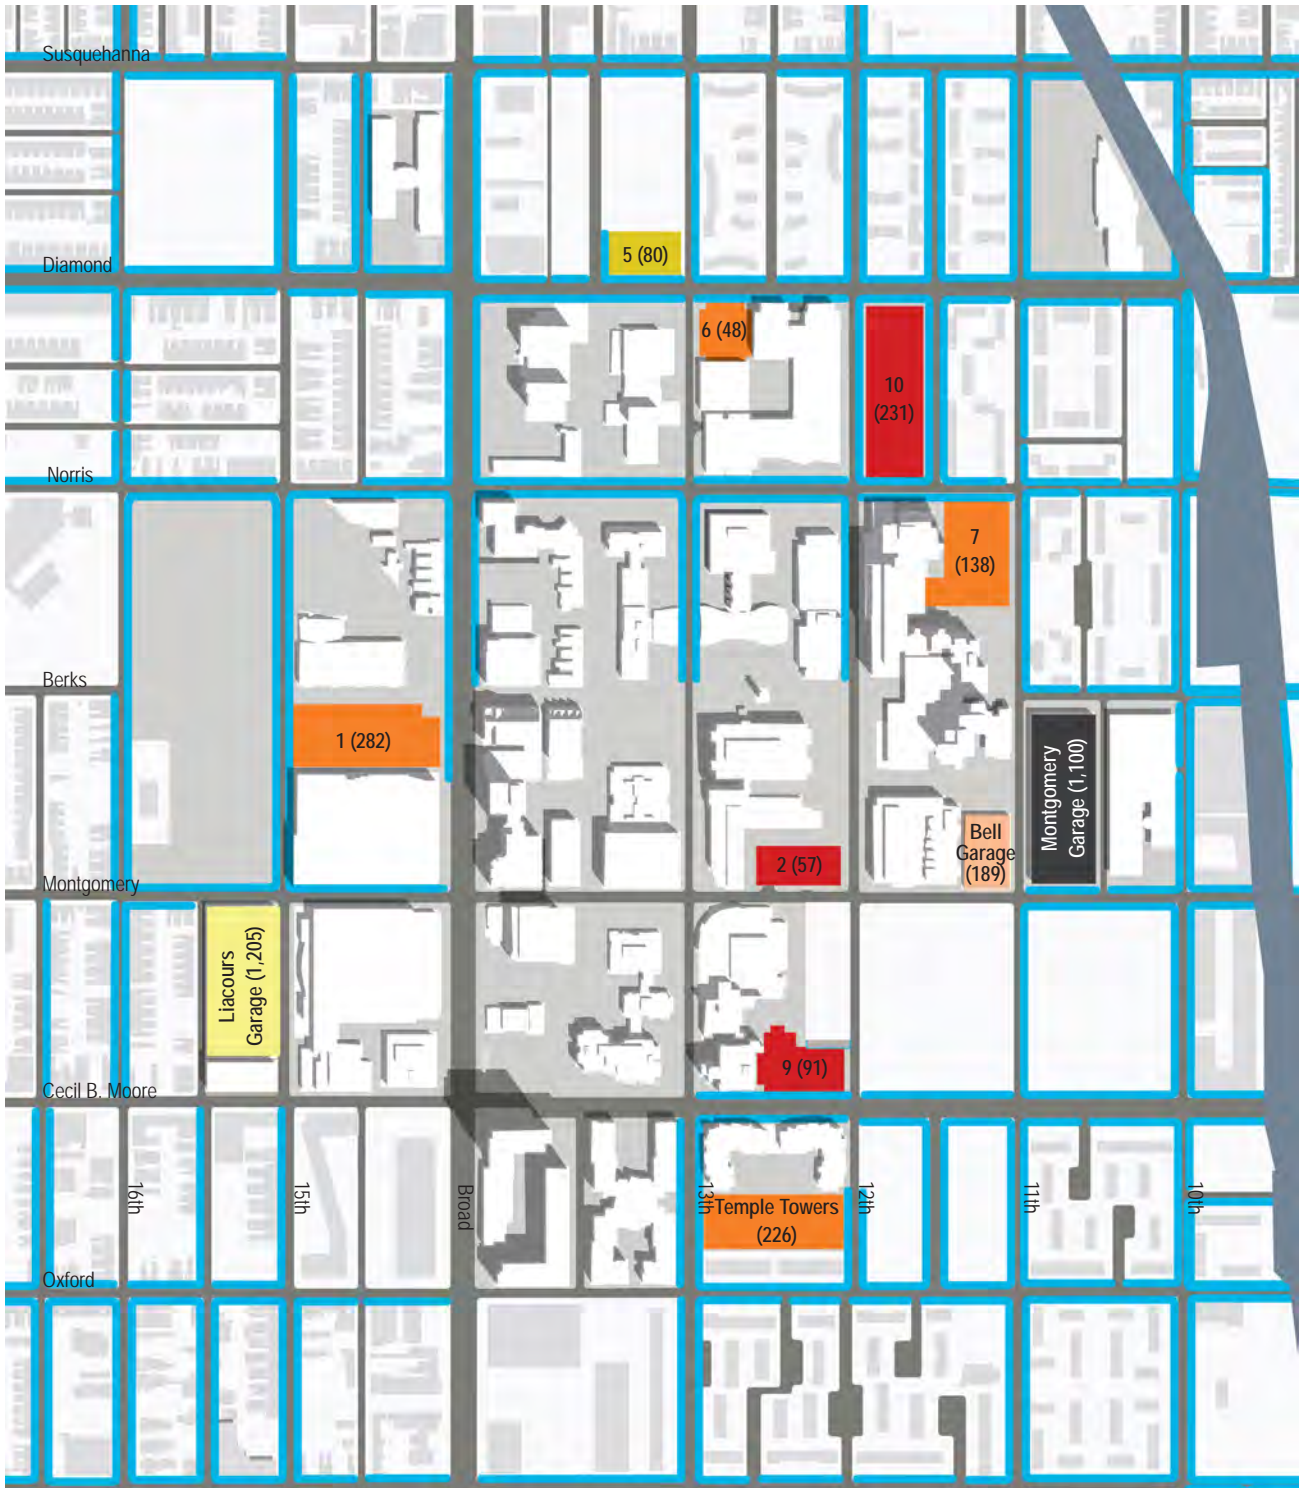 Susquehanna
5 (80)
Diamond
6 (48)
10
(231)
Norris
7
(138)
Berks
1 (282)
Montgomery
Garage (1,100)
Bell
Garage
(189)
2 (57)
Montgomery
Liacours
Garage (1,205)
9 (91)
Cecil B. Moore
16th
15th
Broad
13th
12th
11th
10th
Temple Towers
(226)
Oxford